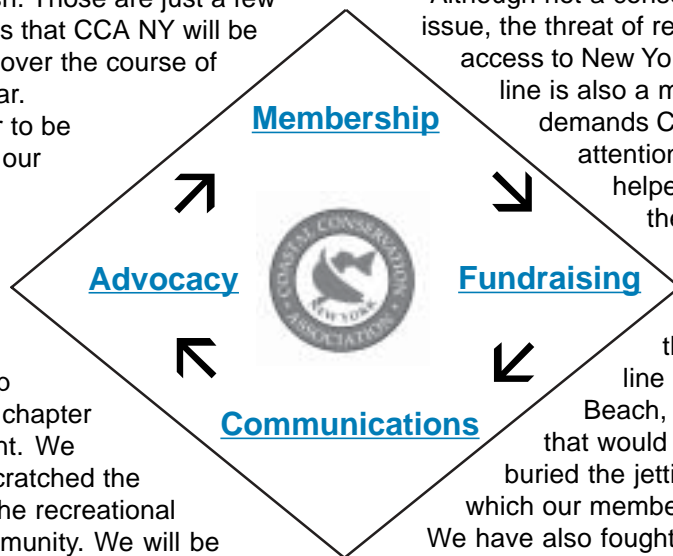 sh. Those are just a few
s that CCA NY will be
over the course of
ar.
r to be
our
o
chapter
nt. We
cratched the
he recreational
munity. We will be
Although not a conse
issue, the threat of re
access to New Yo
line is also a m
demands C
attention
helpe
the
th
line
Beach,
that would
buried the jetti
which our membe
We have also fought
Membership
Advocacy
Fundraising
Communications
COASTAL CONSERVATION
NEW YORK
ASSOCIATION